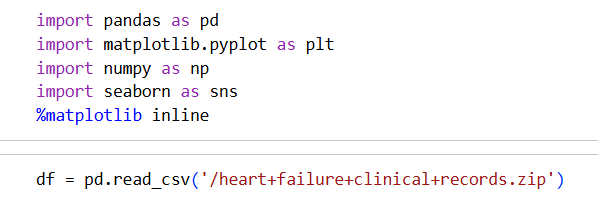 import pandas as pd
import matplotlib.pyplot as plt
import numpy as np
import seaborn as sns
%matplotlib inline
df = pd.read_csv('/heart+failure+clinical+records.zip')